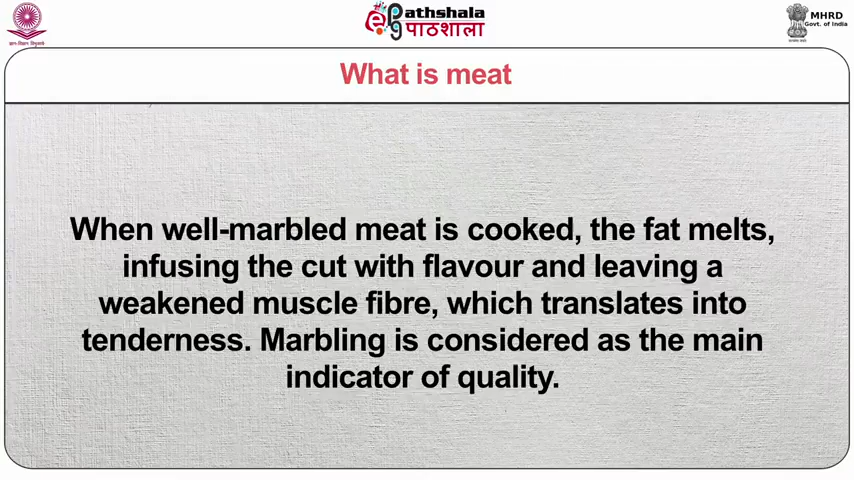 ePathshala
पाठशाला
MHRD
Govt. of India
What is meat
When well-marbled meat is cooked, the fat melts,
infusing the cut with flavour and leaving a
weakened muscle fibre, which translates into
tenderness. Marbling is considered as the main
indicator of quality.